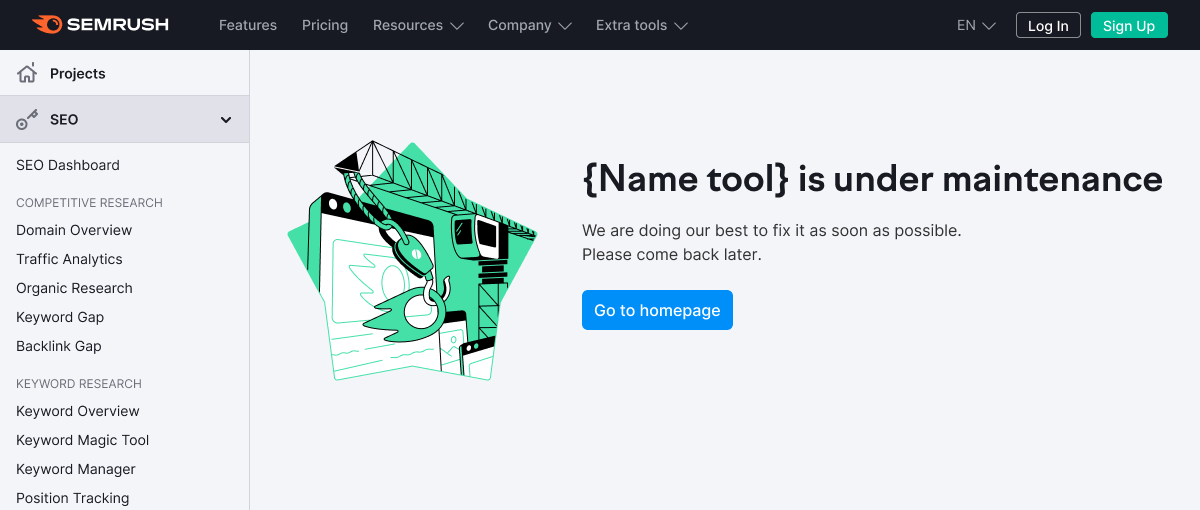 SEMRUSH Features Pricing Resources Company Extra tools EN Log In Sign Up
Projects
SEO
SEO Dashboard
COMPETITIVE RESEARCH
Domain Overview
Traffic Analytics
Organic Research
Keyword Gap
Backlink Gap
KEYWORD RESEARCH
Keyword Overview
Keyword Magic Tool
Keyword Manager
Position Tracking
{Name tool} is under maintenance
We are doing our best to fix it as soon as possible.
Please come back later.
Go to homepage